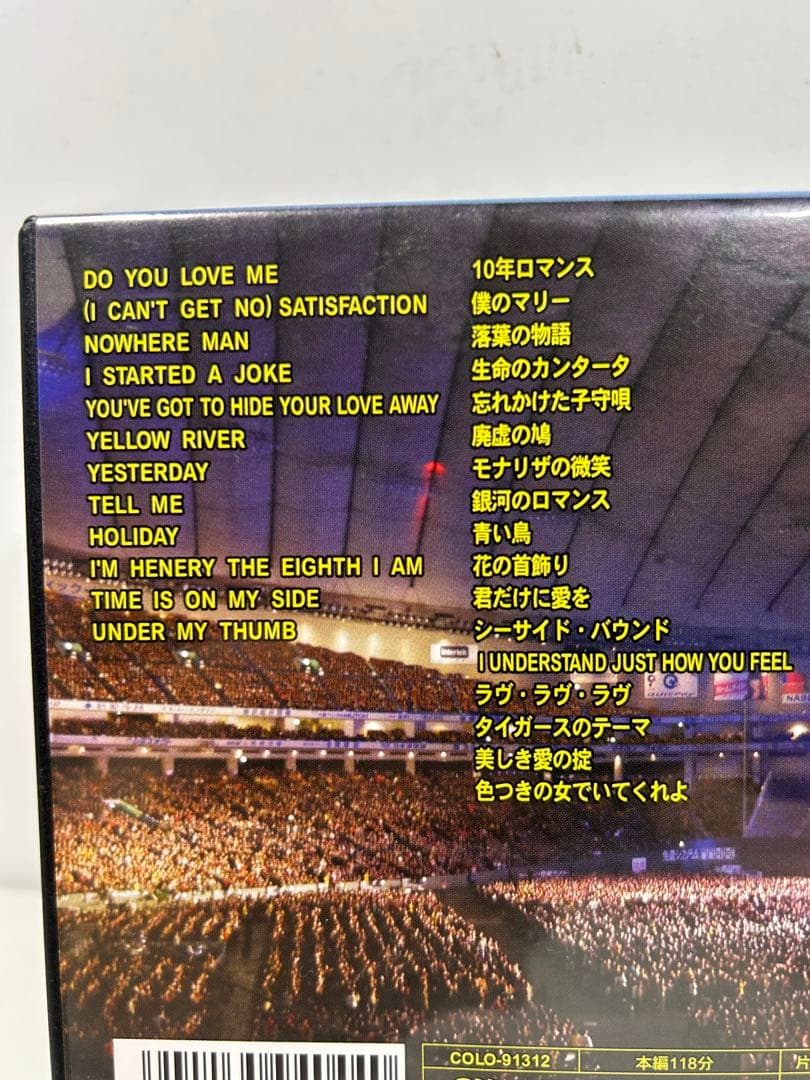 DO YOU LOVE ME
(I CAN'T GET NO) SATISFACTION
NOWHERE MAN
I STARTED A JOKE
YOU'VE GOT TO HIDE YOUR LOVE AWAY
YELLOW RIVER
YESTERDAY
TELL ME
HOLIDAY
I'M HENERY THE EIGHTH I AM
TIME IS ON MY SIDE
UNDER MY THUMB
10年ロマンス
僕のマリー
落葉の物語
生命のカンタータ
忘れかけた子守唄
廃虚の鳩
モナリザの微笑
銀河のロマンス
青い鳥
花の首飾り
君だけに愛を
シーサイド・バウンド
I UNDERSTAND JUST HOW YOU FEEL
ラヴ・ラヴ・ラヴ
タイガースのテーマ
美しき愛の掟
色つきの女でいてくれよ
COLO-91312
本編118分